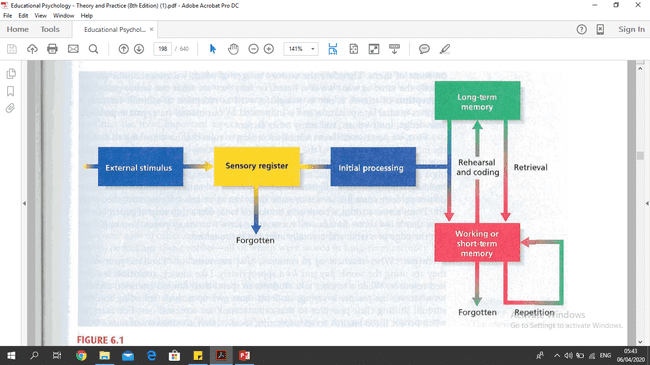 Educational Psychology - Theory and Practice (8th Edition) (1).pdf - Adobe Acrobat Pro DC
File Edit View Window Help
Home Tools Educational Psychol... × Sign In
198 / 640 141%
Long-term
memory
External stimulus Sensory register Initial processing
Rehearsal
and coding
Retrieval
Forgotten
Working or
short-term
memory
Forgotten Repetition
Activate Windows
Go to Settings to activate Windows.
FIGURE 6.1
ENG
05:43
06/04/2020